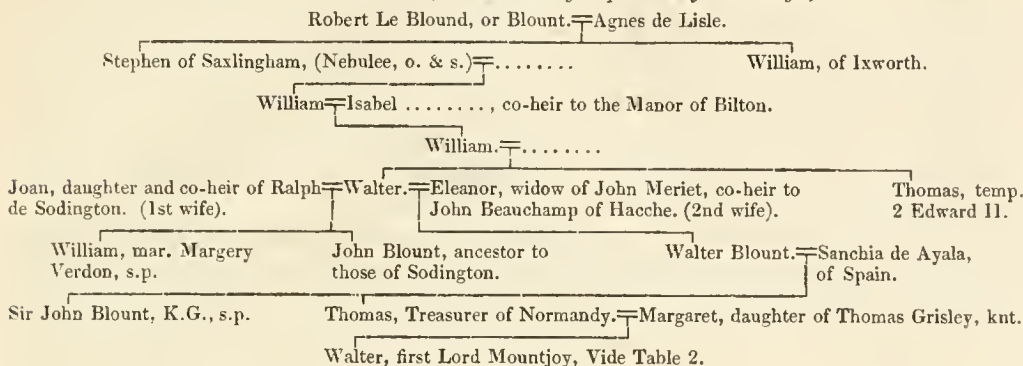 Robert Le Blound, or Blount.=Agnes de Lisle.
Stephen of Saxlingham, (Nebulee, o. & s.)=........ William, of Ixworth.
William=Isabel ........, co-heir to the Manor of Bilton.
William.=........
Joan, daughter and co-heir of Ralph=Walter.=Eleanor, widow of John Meriet, co-heir to Thomas, temp.
de Sodington. (1st wife). John Beauchamp of Hacche. (2nd wife). 2 Edward II.
William, mar. Margery John Blount, ancestor to Walter Blount.=Sanchia de Ayala,
Verdon, s.p. those of Sodington. of Spain.
Sir John Blount, K.G., s.p. Thomas, Treasurer of Normandy.=Margaret, daughter of Thomas Grisley, knt.
Walter, first Lord Mountjoy, Vide Table 2.